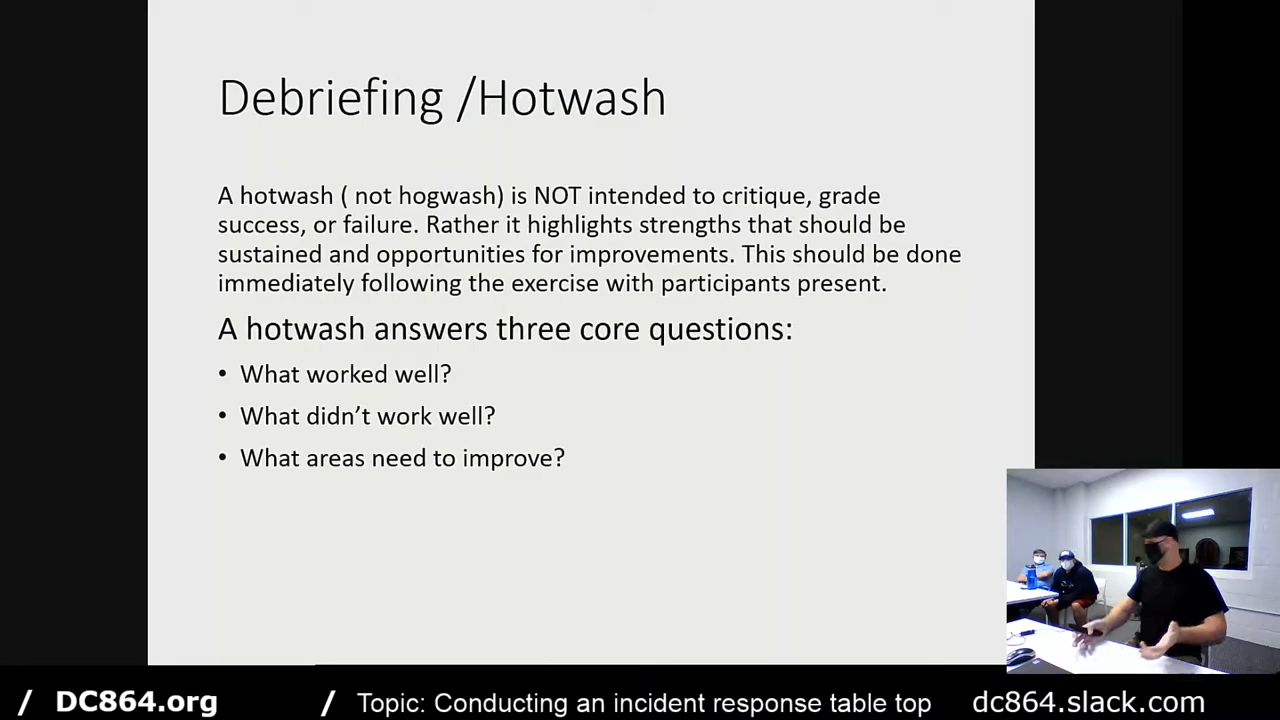 Debriefing /Hotwash
A hotwash ( not hogwash) is NOT intended to critique, grade
success, or failure. Rather it highlights strengths that should be
sustained and opportunities for improvements. This should be done
immediately following the exercise with participants present.
A hotwash answers three core questions:
• What worked well?
• What didn’t work well?
• What areas need to improve?
/ DC864.org / Topic: Conducting an incident response table top dc864.slack.com